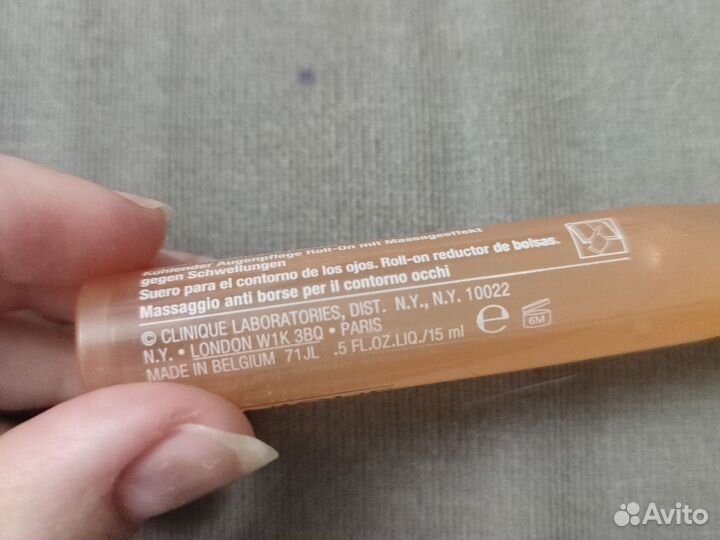 Kühlender Augenpflege Roll-On mit Massageeffekt
gegen Schwellungen
Suero para el contorno de los ojos. Roll-on reductor de bolsas.
Massaggio anti borse per il contorno occhi
© CLINIQUE LABORATORIES, DIST. N.Y., N.Y. 10022
N.Y. • LONDON W1K 3BQ • PARIS
MADE IN BELGIUM 71JL .5 FL.OZ.LIQ./15 ml
e
6M
Avito